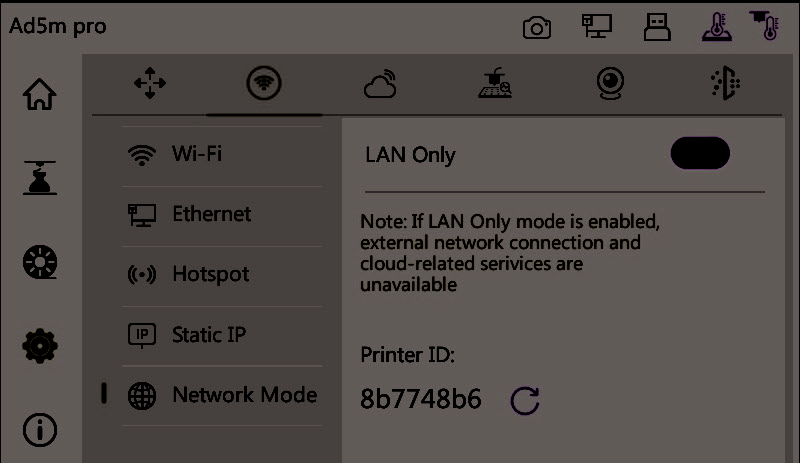 Ad5m pro
Wi-Fi
Ethernet
Hotspot
IP
Static IP
Network Mode
LAN Only
Note: If LAN Only mode is enabled,
external network connection and
cloud-related serivices are
unavailable
Printer ID:
8b7748b6